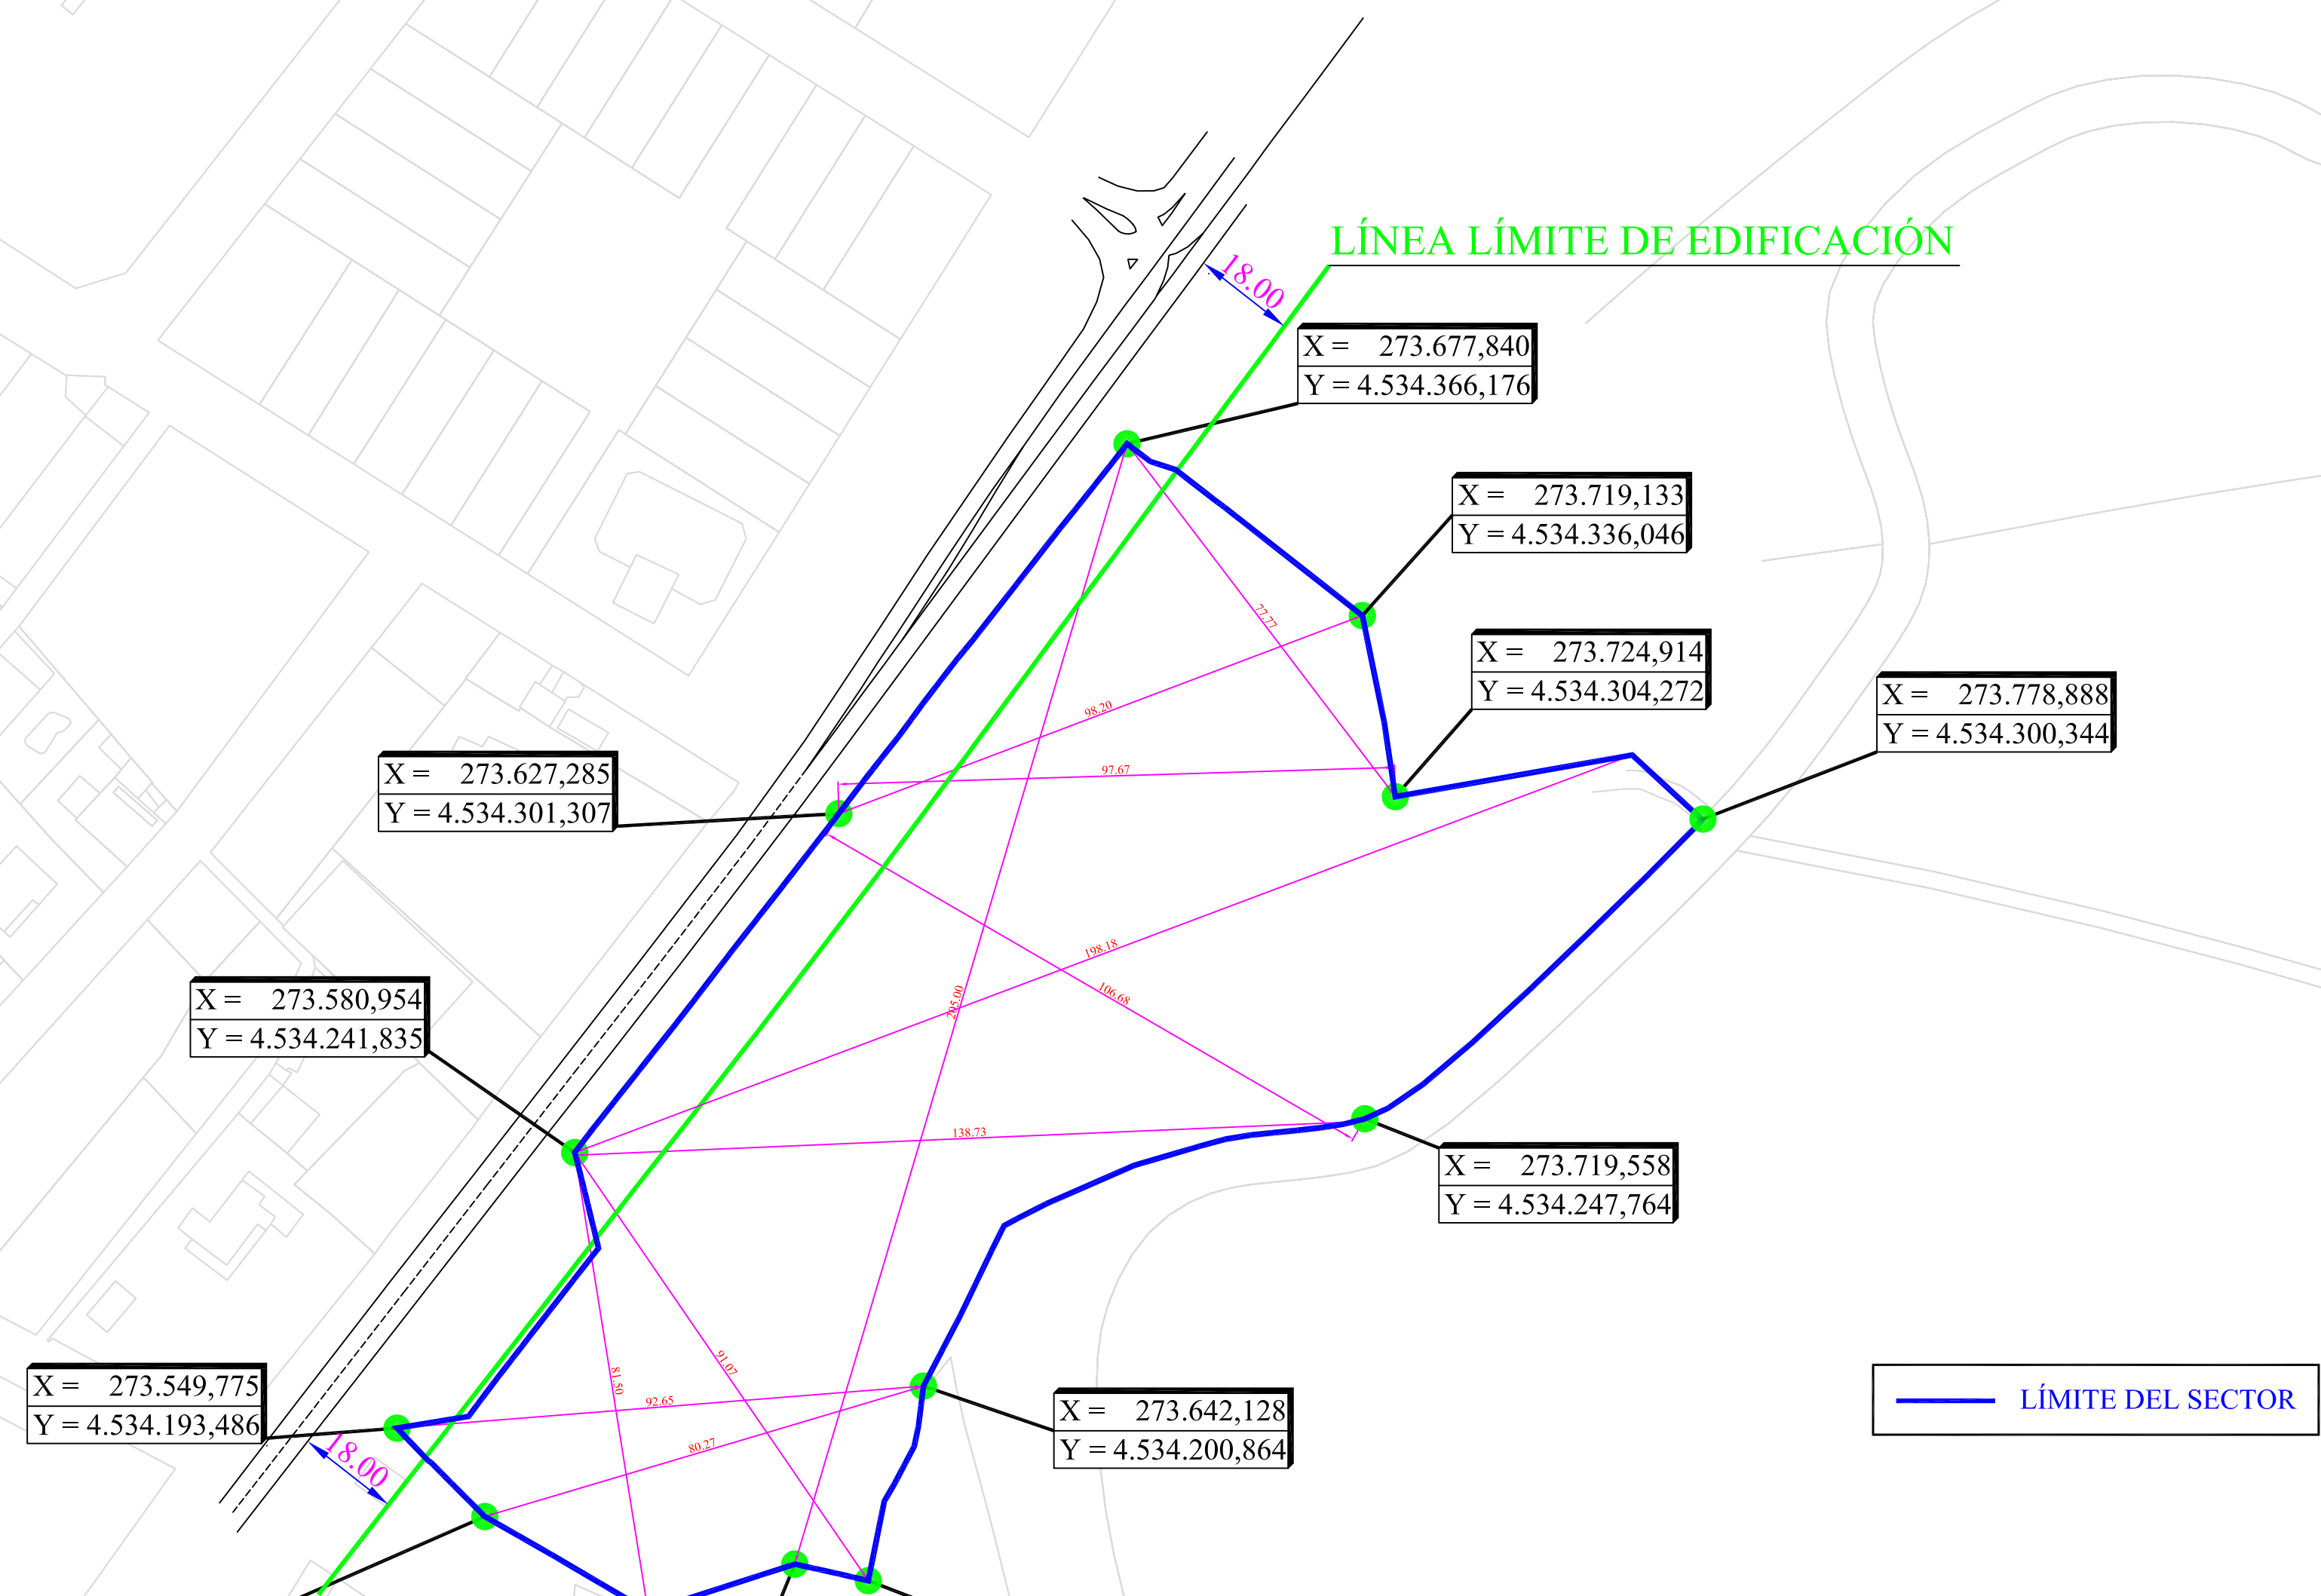 LÍNEA LÍMITE DE EDIFICACIÓN
18.00
X = 273.677,840
Y = 4.534.366,176
X = 273.719,133
Y = 4.534.336,046
77.77
X = 273.724,914
Y = 4.534.304,272
X = 273.778,888
Y = 4.534.300,344
98.20
X = 273.627,285
Y = 4.534.301,307
97.67
198.18
106.68
205.00
X = 273.580,954
Y = 4.534.241,835
138.73
X = 273.719,558
Y = 4.534.247,764
91.07
81.50
X = 273.549,775
Y = 4.534.193,486
92.65
80.27
X = 273.642,128
Y = 4.534.200,864
18.00
LÍMITE DEL SECTOR